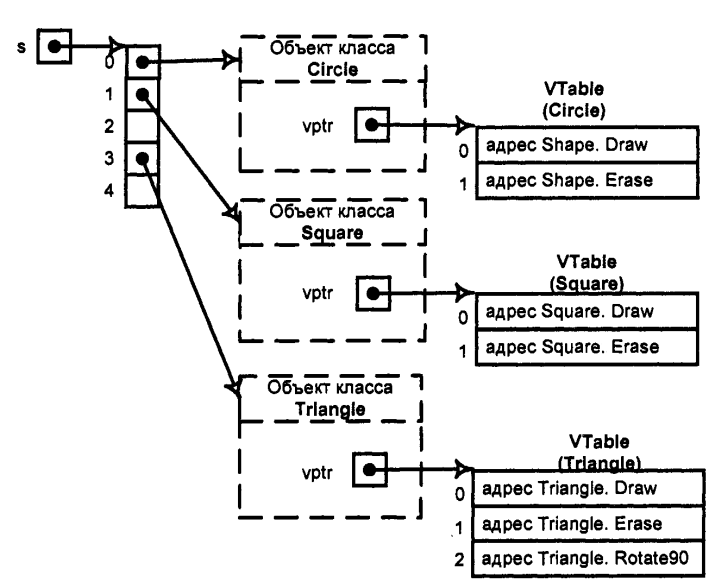 s
0
1
2
3
4
Объект класса
Circle
vptr
VTable
(Circle)
0 адрес Shape. Draw
1 адрес Shape. Erase
Объект класса
Square
vptr
VTable
(Square)
0 адрес Square. Draw
1 адрес Square. Erase
Объект класса
Triangle
vptr
VTable
(Triangle)
0 адрес Triangle. Draw
1 адрес Triangle. Erase
2 адрес Triangle. Rotate90